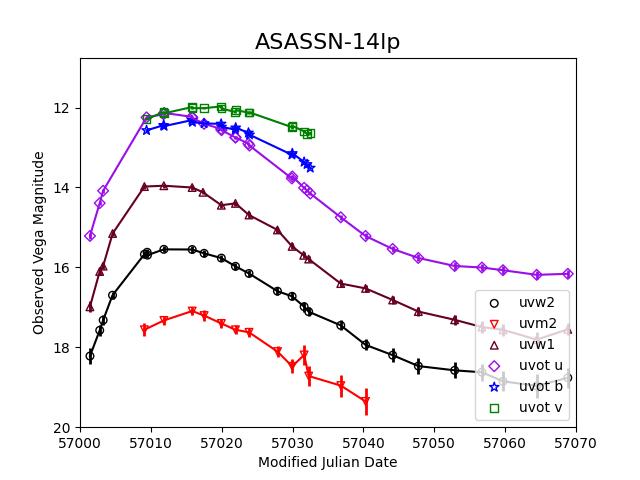 ASASSN-14lp
Observed Vega Magnitude
12
14
16
18
20
57000
57010
57020
57030
57040
57050
57060
57070
Modified Julian Date
uvw2
uvm2
uvw1
uvot u
uvot b
uvot v